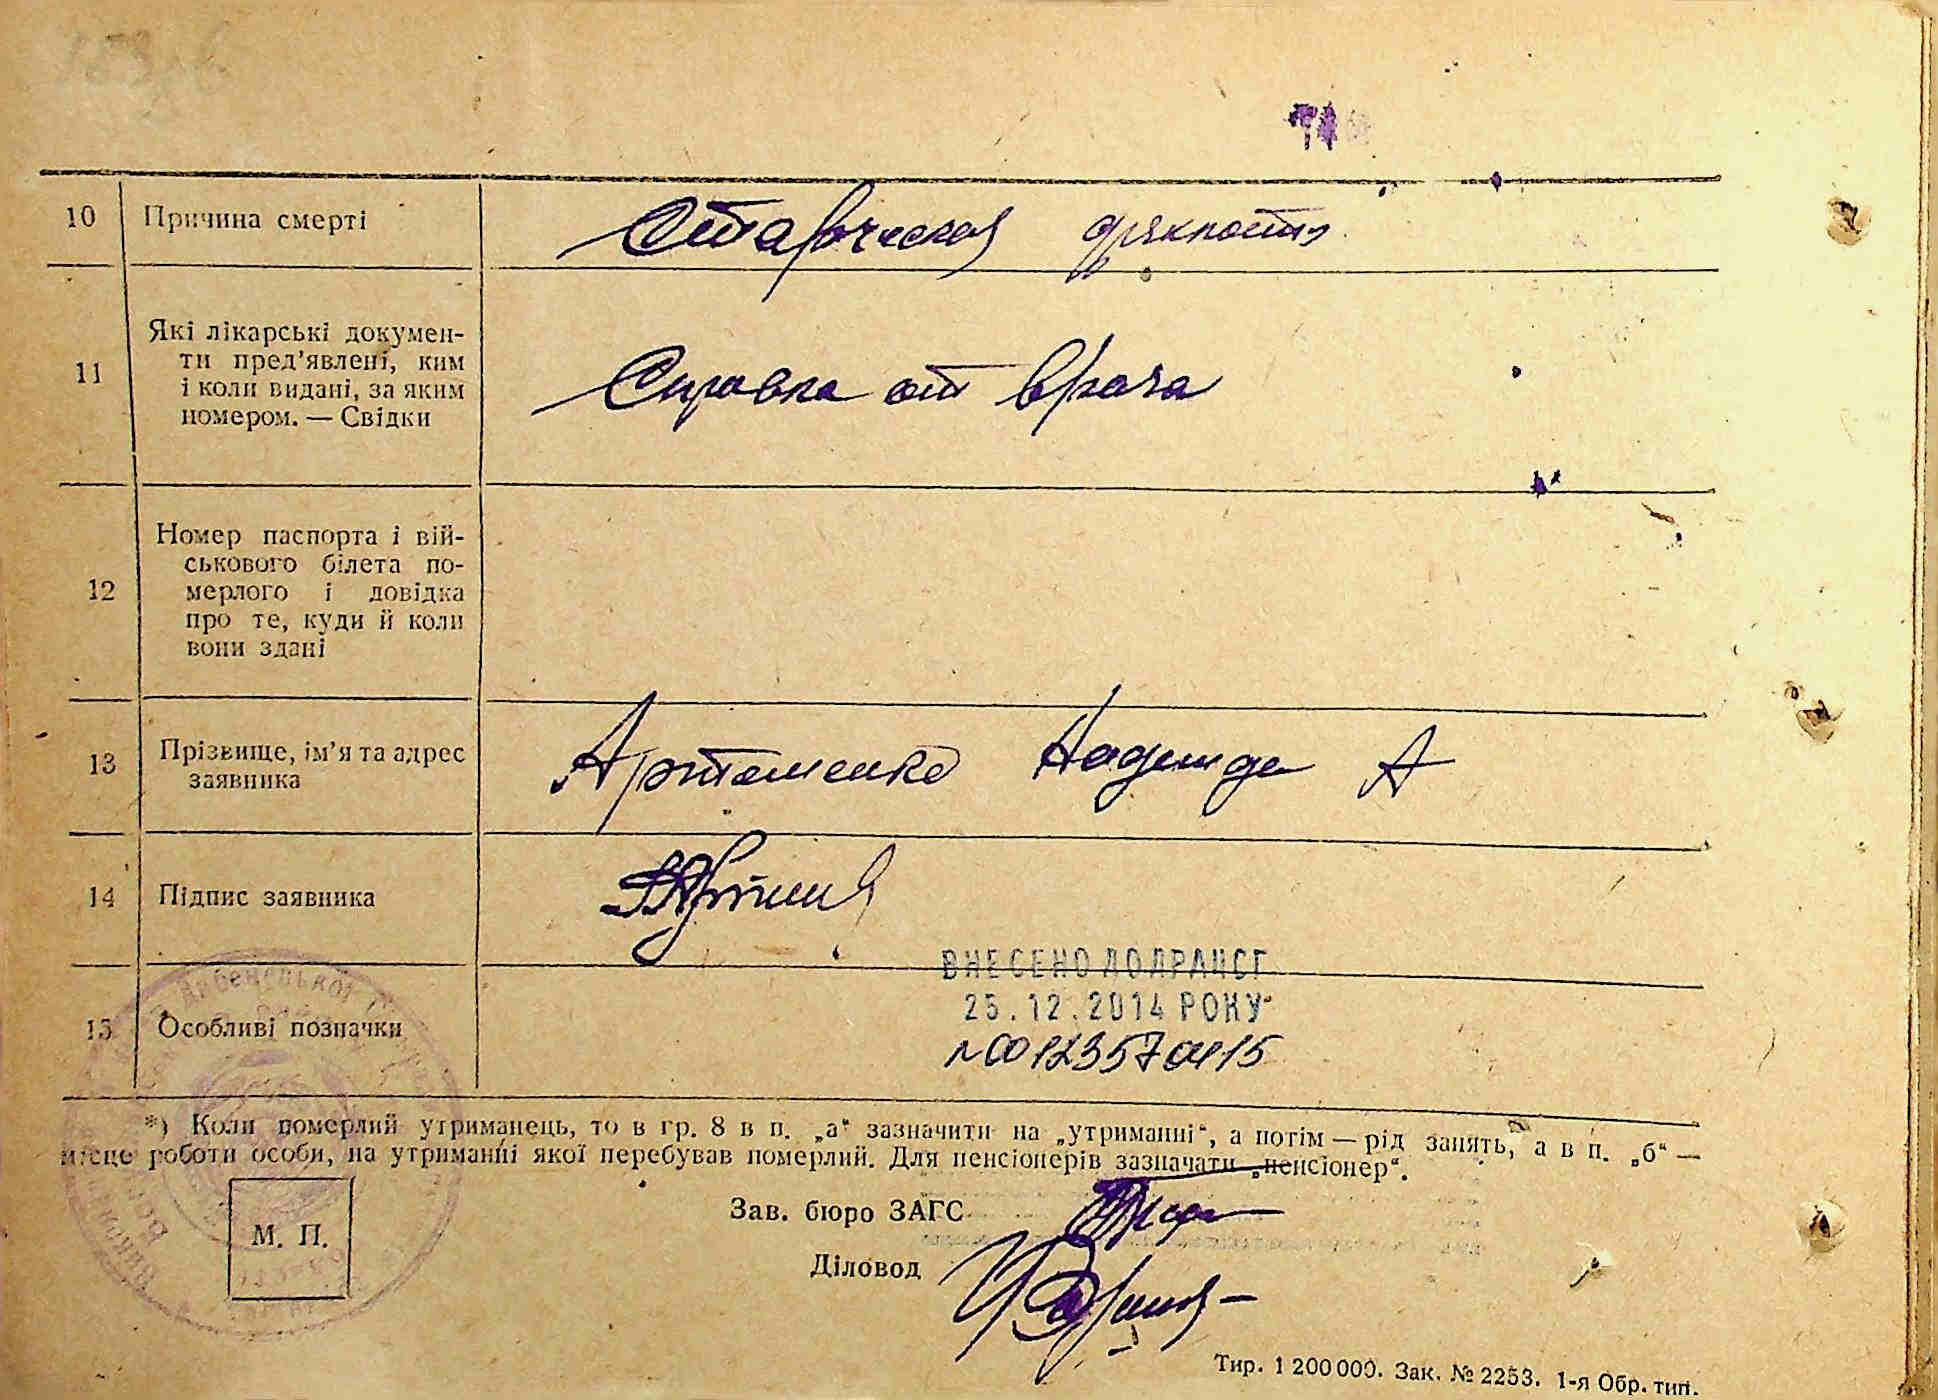 10 Причина смерті Старческая дряхлость
11 Які лікарські докумен-
ти пред’явлені, ким
і коли видані, за яким
номером. — Свідки
Справка от врача
12 Номер паспорта і вій-
ськового білета по-
мерлого і довідка
про те, куди й коли
вони здані
13 Прізвище, ім’я та адрес
заявника
Артеменко Надежда А
14 Підпис заявника
ВНЕСЕНО ДО ДРАЦСГ
25.12.2014 РОКУ
15 Особливі позначки
*) Коли померлий утриманець, то в гр. 8 в п. „а“ зазначити на „утриманні“, а потім — рід занять, а в п. „б“ —
місце роботи особи, на утриманні якої перебував померлий. Для пенсіонерів зазначати „пенсіонер“.
М. П.
Зав. бюро ЗАГС
Діловод
Тир. 1 200 000. Зак. № 2253. 1-я Обр. тип.